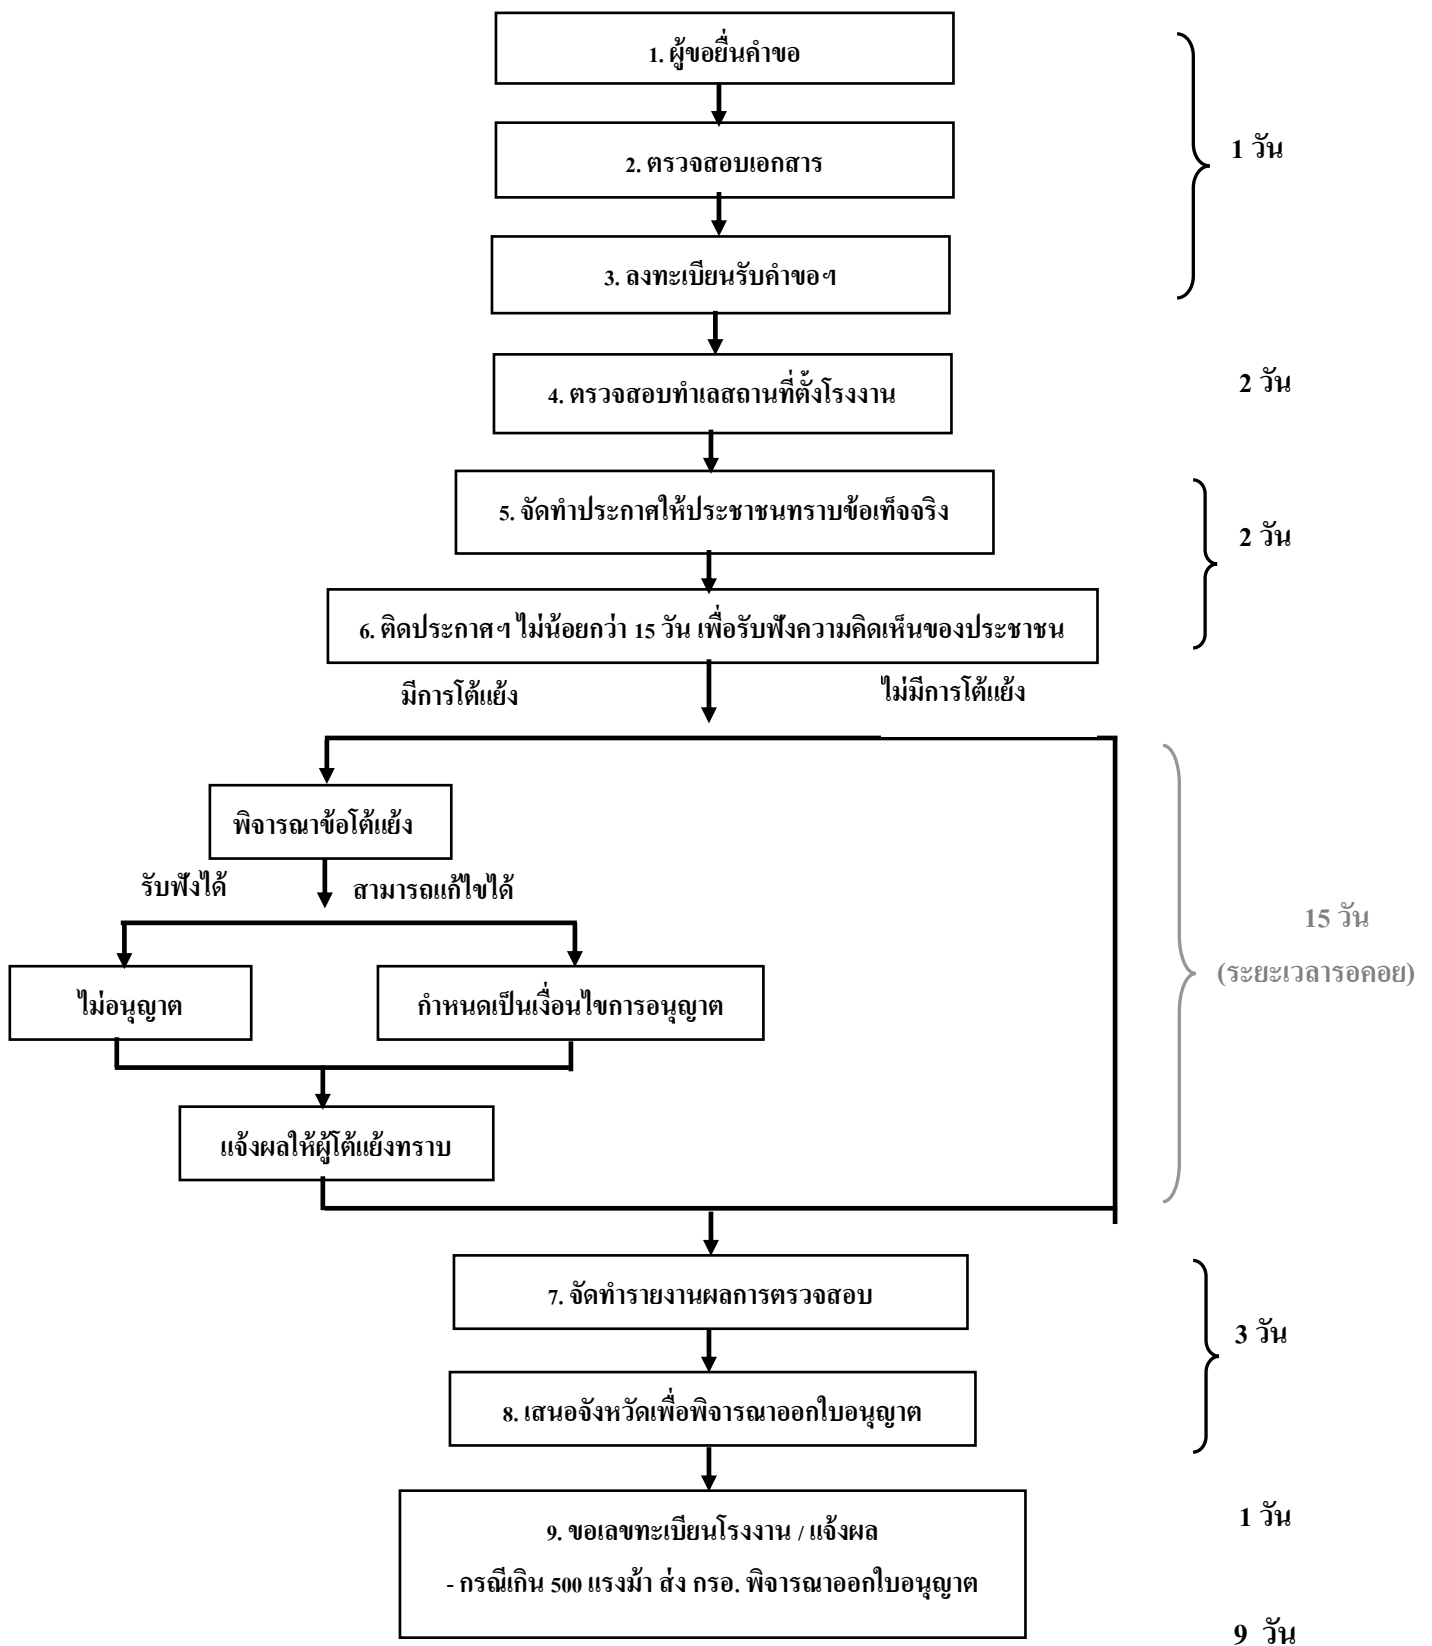 1. ผู้ขอยื่นคำขอ
1 วัน
2. ตรวจสอบเอกสาร
3. ลงทะเบียนรับคำขอฯ
4. ตรวจสอบทำเลสถานที่ตั้งโรงงาน
2 วัน
5. จัดทำประกาศให้ประชาชนทราบข้อเท็จจริง
2 วัน
6. ติดประกาศฯ ไม่น้อยกว่า 15 วัน เพื่อรับฟังความคิดเห็นของประชาชน
มีการโต้แย้ง
ไม่มีการโต้แย้ง
พิจารณาข้อโต้แย้ง
รับฟังได้
สามารถแก้ไขได้
15 วัน
(ระยะเวลารอคอย)
ไม่อนุญาต
กำหนดเป็นเงื่อนไขการอนุญาต
แจ้งผลให้ผู้โต้แย้งทราบ
7. จัดทำรายงานผลการตรวจสอบ
3 วัน
8. เสนอจังหวัดเพื่อพิจารณาออกใบอนุญาต
9. ขอเลขทะเบียนโรงงาน / แจ้งผล
1 วัน
- กรณีเกิน 500 แรงม้า ส่ง กรอ. พิจารณาออกใบอนุญาต
9 วัน